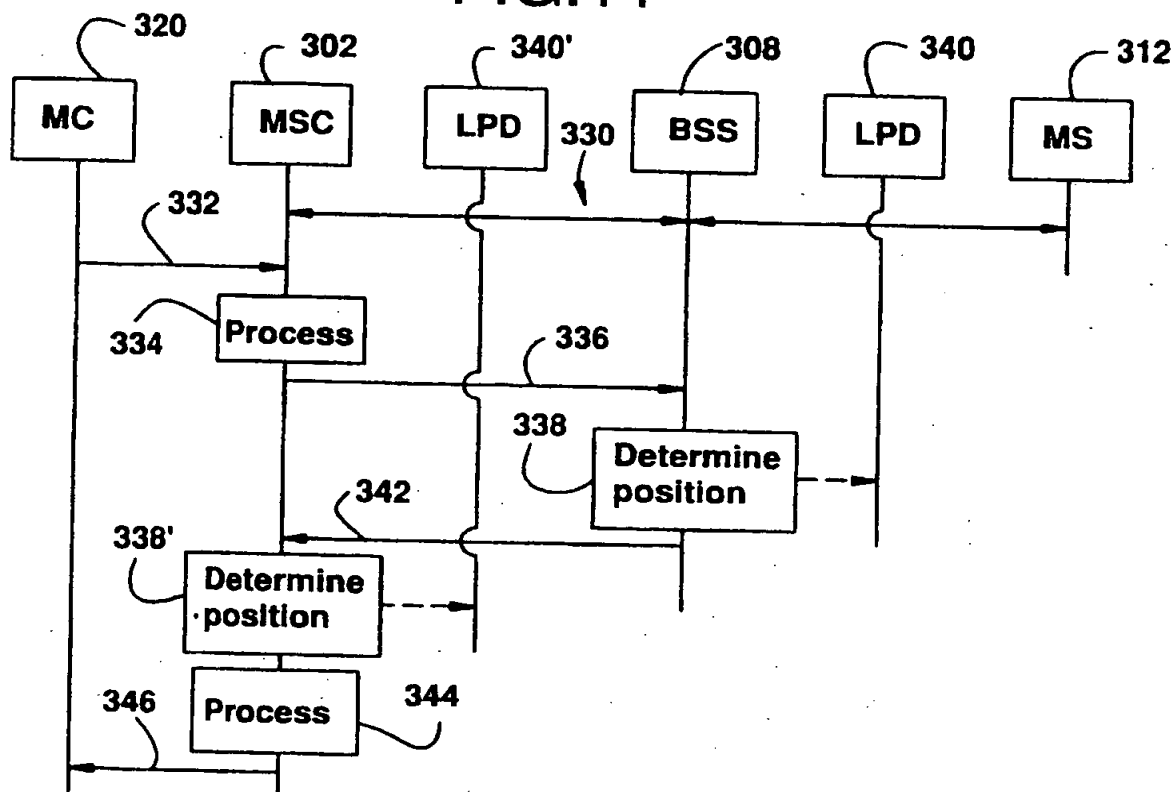 320
302
340'
308
340
312
MC
MSC
LPD
BSS
LPD
MS
330
332
334
Process
336
338
Determine
position
342
338'
Determine
position
346
Process
344